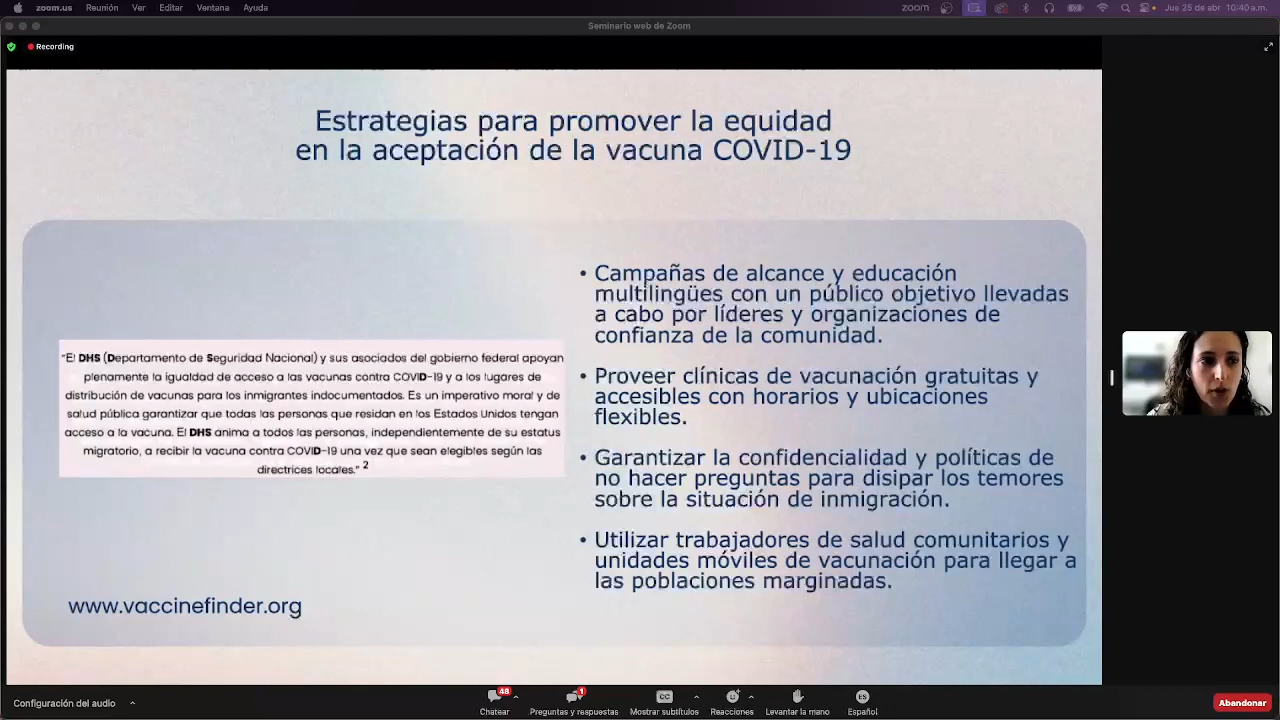 zoom.us Reunión Ver Editar Ventana Ayuda
zoom
Jue 25 de abr 10:40 a.m.
Seminario web de Zoom
Recording
Estrategias para promover la equidad
en la aceptación de la vacuna COVID-19
“El DHS (Departamento de Seguridad Nacional) y sus asociados del gobierno federal apoyan
plenamente la igualdad de acceso a las vacunas contra COVID-19 y a los lugares de
distribución de vacunas para los inmigrantes indocumentados. Es un imperativo moral y de
salud pública garantizar que todas las personas que residan en los Estados Unidos tengan
acceso a la vacuna. El DHS anima a todos las personas, independientemente de su estatus
migratorio, a recibir la vacuna contra COVID-19 una vez que sean elegibles según las
directrices locales.” 2
www.vaccinefinder.org
• Campañas de alcance y educación
multilingües con un público objetivo llevadas
a cabo por líderes y organizaciones de
confianza de la comunidad.
• Proveer clínicas de vacunación gratuitas y
accesibles con horarios y ubicaciones
flexibles.
• Garantizar la confidencialidad y políticas de
no hacer preguntas para disipar los temores
sobre la situación de inmigración.
• Utilizar trabajadores de salud comunitarios y
unidades móviles de vacunación para llegar a
las poblaciones marginadas.
48
1
CC
ES
Configuración del audio
Chatear
Preguntas y respuestas
Mostrar subtítulos
Reacciones
Levantar la mano
Español
Abandonar